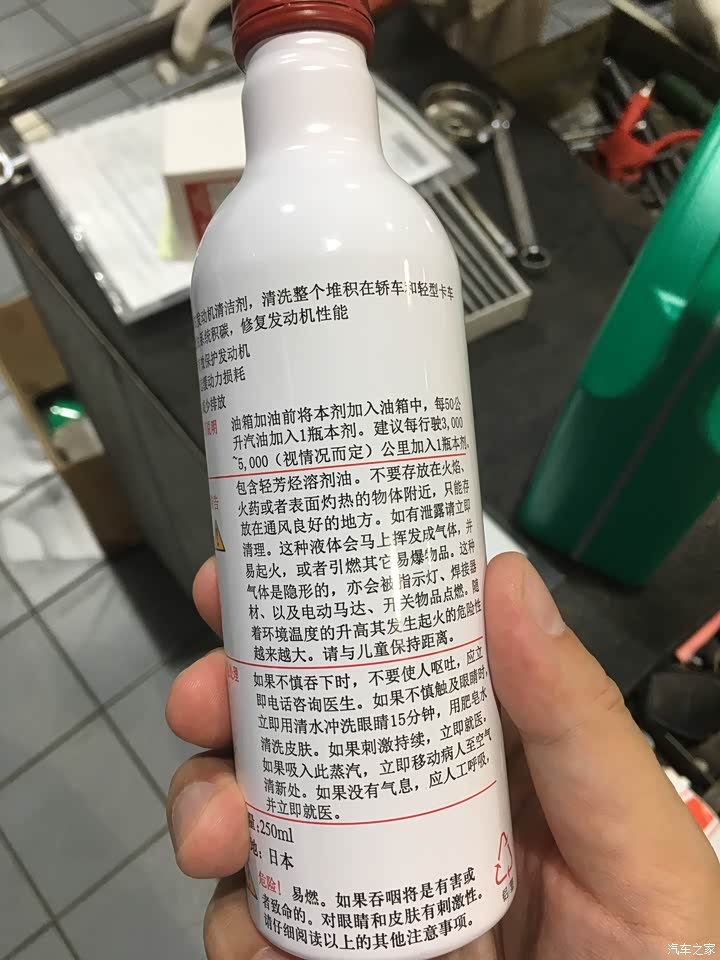 发动机清洁剂，清洗整个堆积在轿车和轻型卡车
系统积碳，修复发动机性能
保护发动机
动力损耗
少排放
说明
油箱加油前将本剂加入油箱中，每50公
升汽油加入1瓶本剂。建议每行驶3,000
~5,000（视情况而定）公里加入1瓶本剂。
告
包含轻芳烃溶剂油。不要存放在火焰、
火药或者表面灼热的物体附近，只能存
放在通风良好的地方。如有泄露请立即
清理。这种液体会马上挥发成气体，并
易起火，或者引燃其它易爆物品。这种
气体是隐形的，亦会被指示灯、焊接器
材、以及电动马达、开关物品点燃。随
着环境温度的升高其发生起火的危险性
越来越大。请与儿童保持距离。
如果不慎吞下时，不要使人呕吐，应立
即电话咨询医生。如果不慎触及眼睛时，
立即用清水冲洗眼睛15分钟，用肥皂水
清洗皮肤。如果刺激持续，立即就医。
如果吸入此蒸汽，立即移动病人至空气
清新处。如果没有气息，应人工呼吸，
并立即就医。
量:250ml
地：日本
危险！易燃。如果吞咽将是有害或
者致命的。对眼睛和皮肤有刺激性。
请仔细阅读以上的其他注意事项。
铝
汽车之家